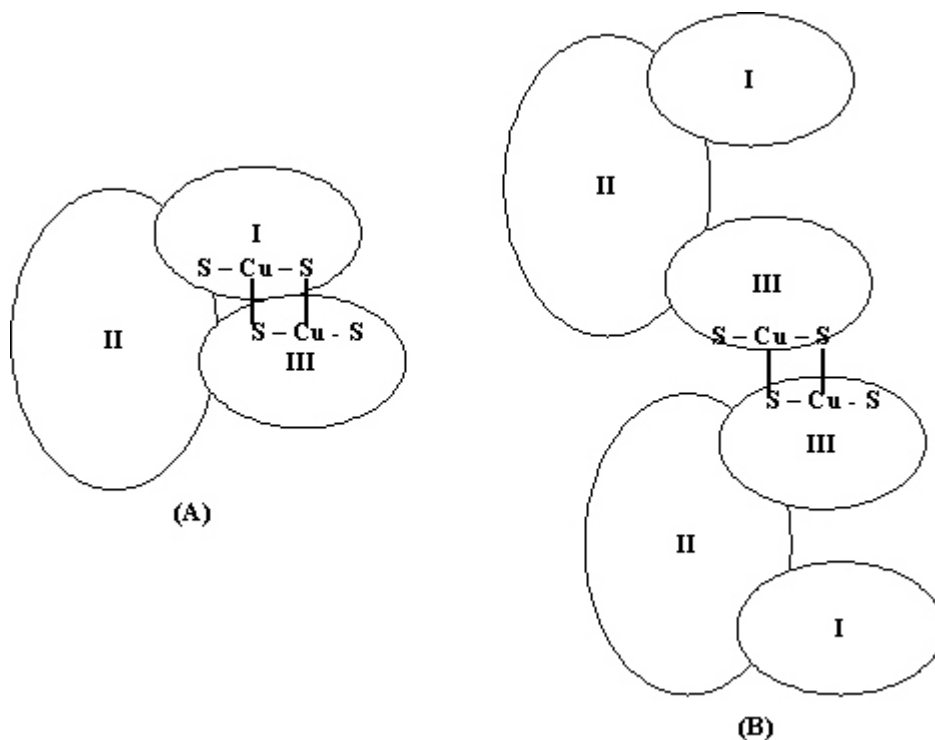 I
S – Cu – S
S – Cu - S
II
III
(A)
I
II
III
S – Cu – S
S – Cu - S
III
II
I
(B)